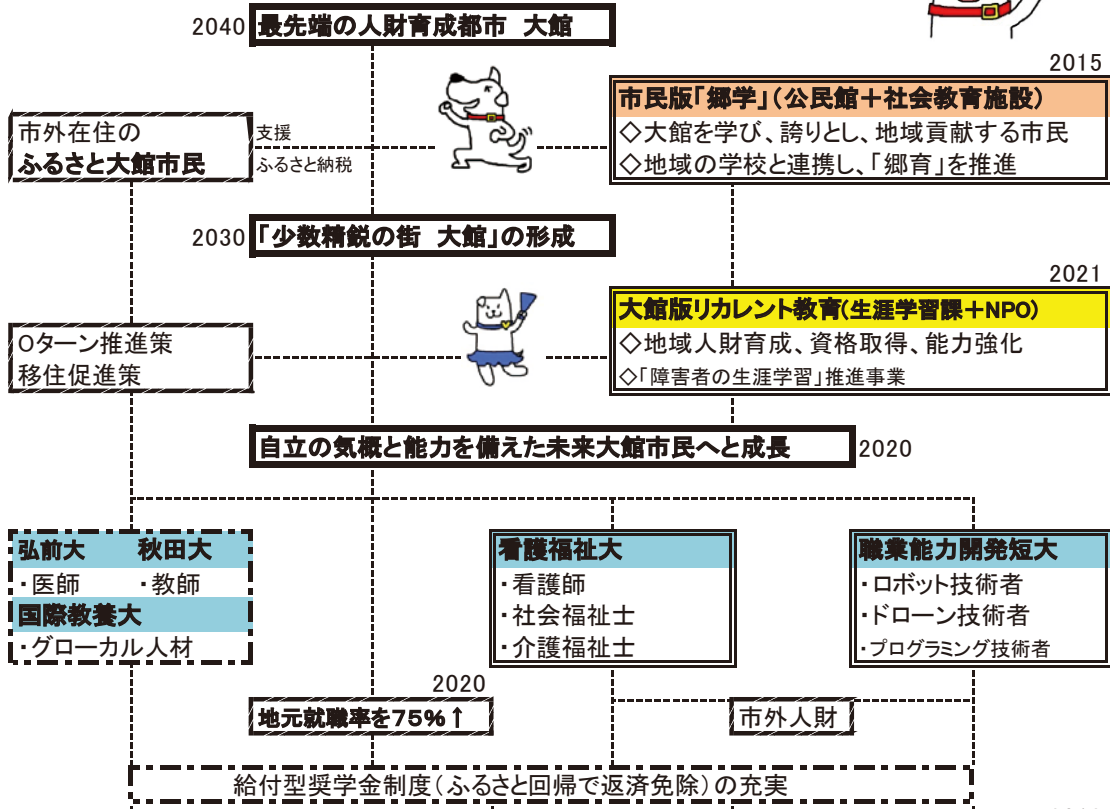 2040 最先端の人財育成都市　大館
2015
市民版「郷学」（公民館＋社会教育施設）
◇大館を学び、誇りとし、地域貢献する市民
◇地域の学校と連携し、「郷育」を推進
市外在住の
ふるさと大館市民
支援
ふるさと納税
2030 「少数精鋭の街　大館」の形成
2021
大館版リカレント教育(生涯学習課＋NPO)
◇地域人財育成、資格取得、能力強化
◇「障害者の生涯学習」推進事業
Oターン推進策
移住促進策
自立の気概と能力を備えた未来大館市民へと成長 2020
弘前大　秋田大
・医師　・教師
国際教養大
・グローカル人材
看護福祉大
・看護師
・社会福祉士
・介護福祉士
職業能力開発短大
・ロボット技術者
・ドローン技術者
・プログラミング技術者
2020
地元就職率を75％↑
市外人財
給付型奨学金制度（ふるさと回帰で返済免除）の充実